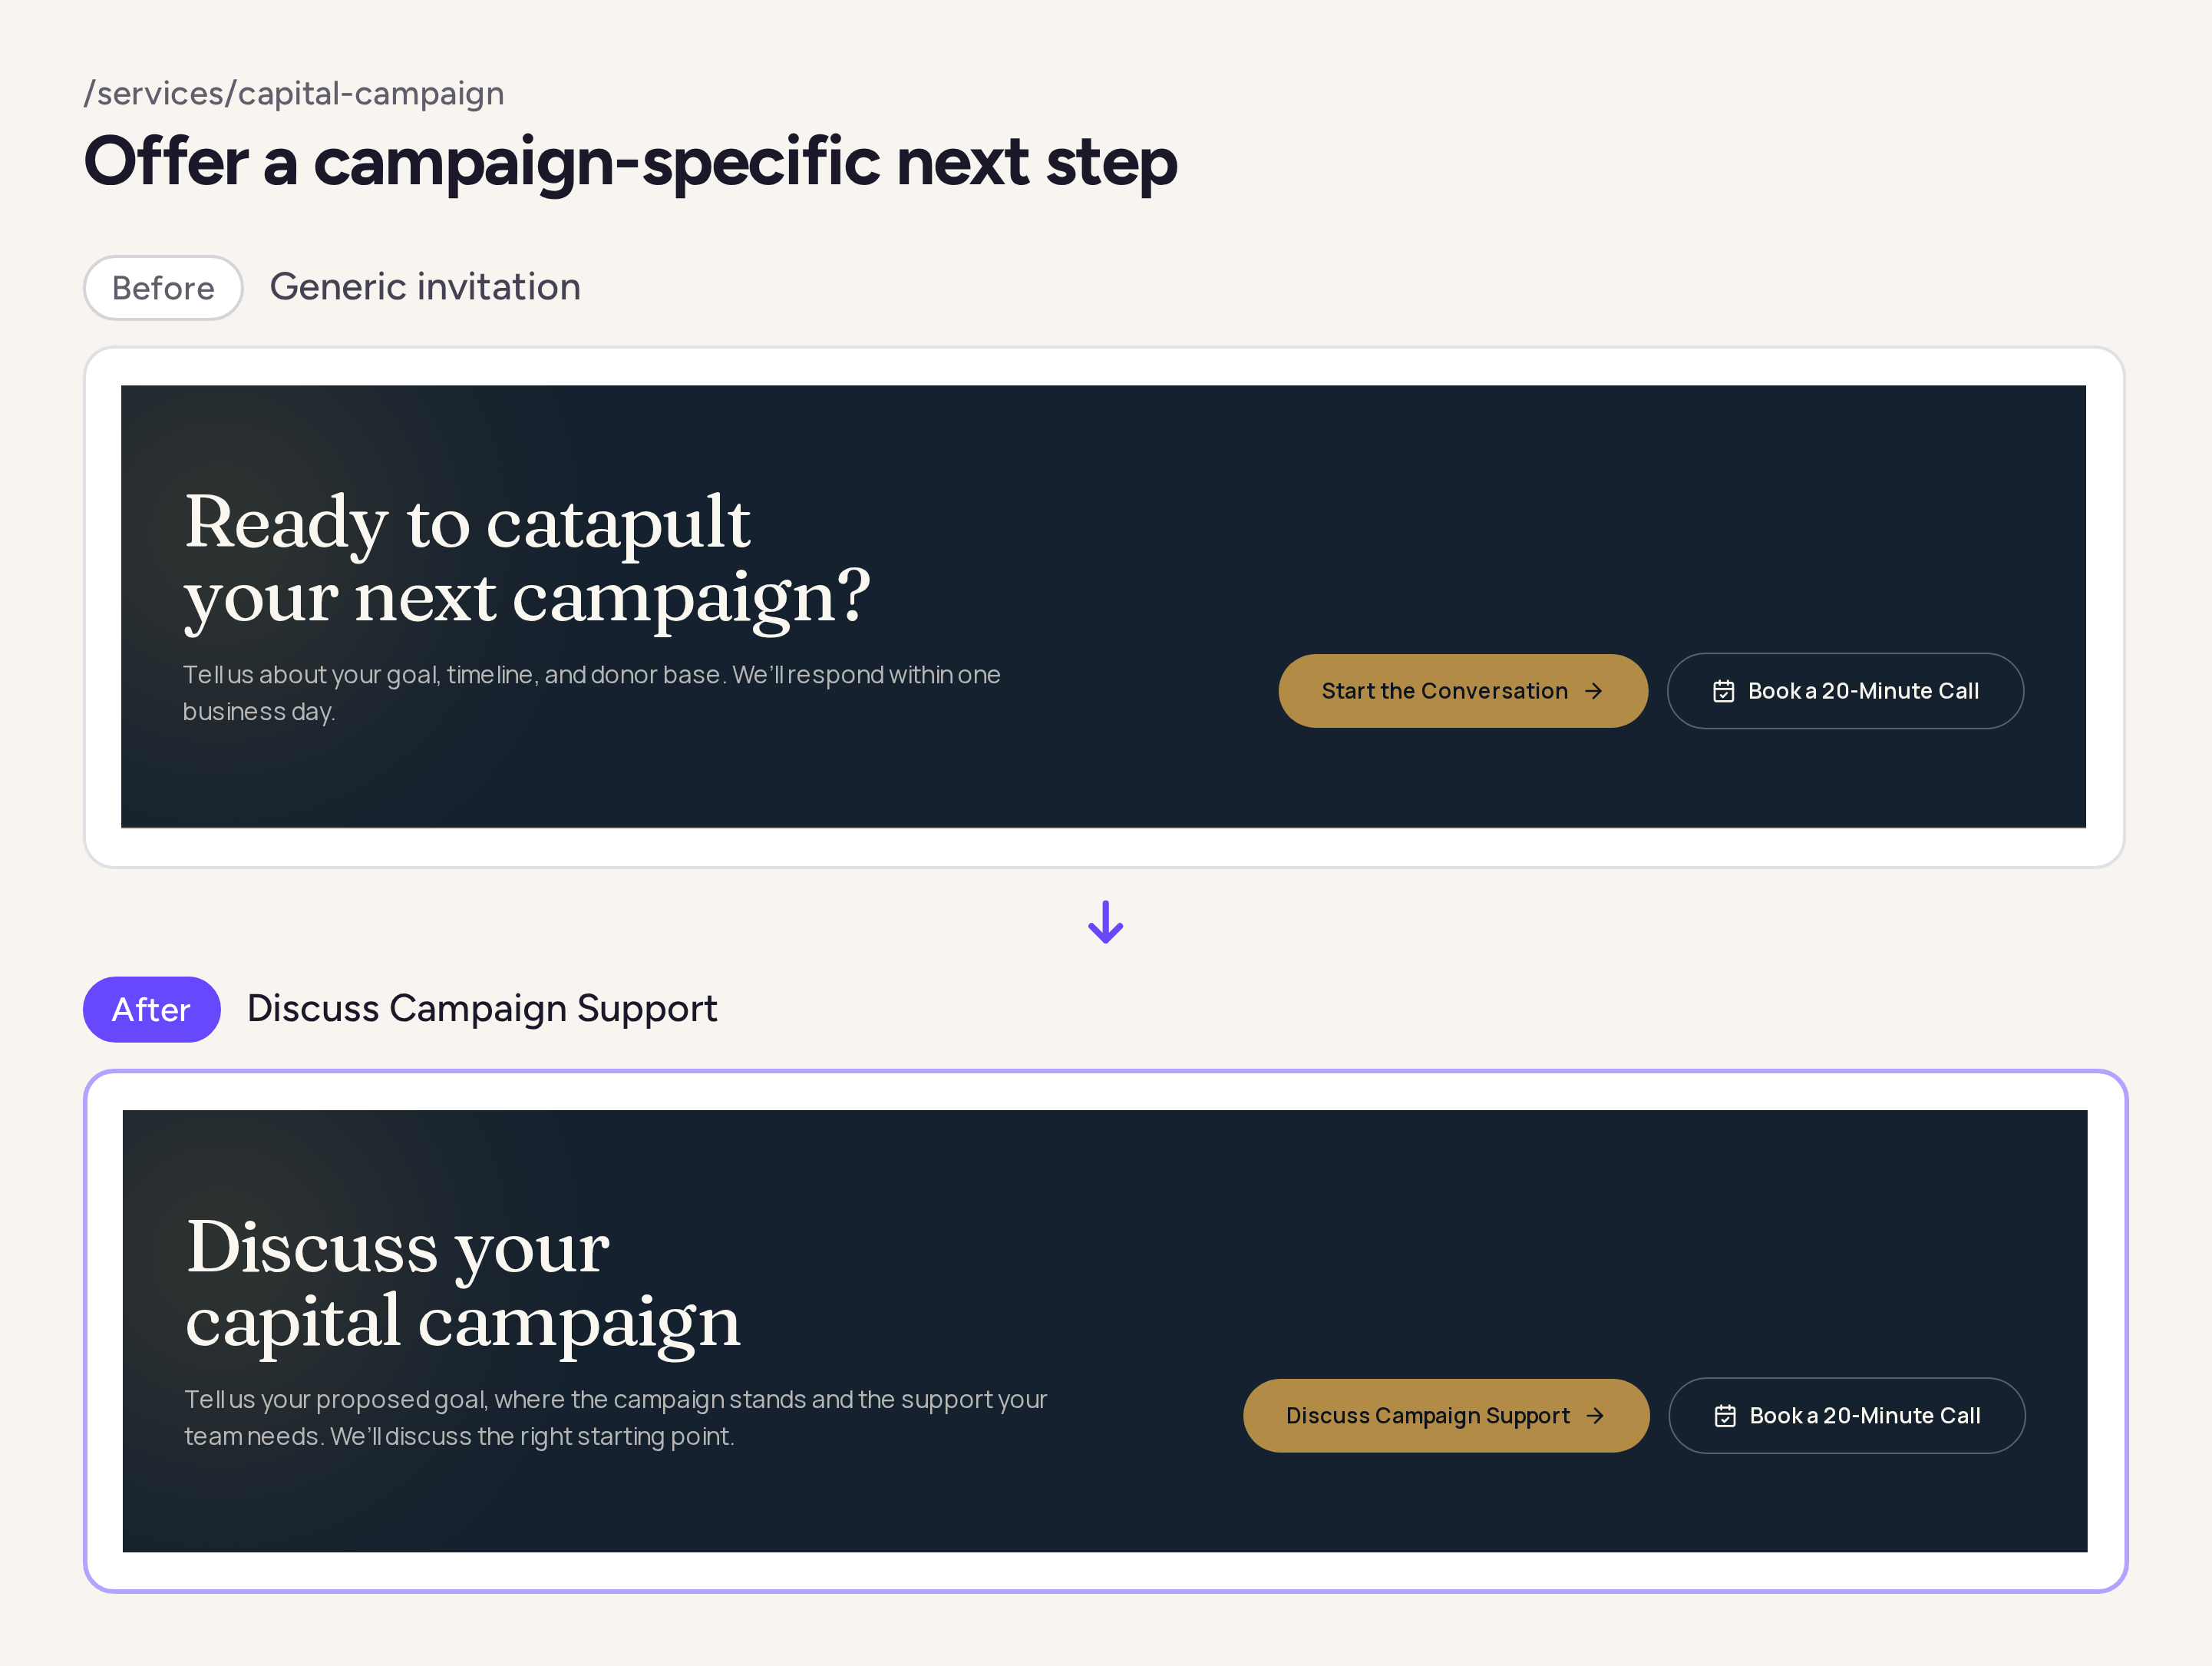 /services/capital-campaign
Offer a campaign-specific next step
Before
Generic invitation
Ready to catapult
your next campaign?
Tell us about your goal, timeline, and donor base. We’ll respond within one
business day.
Start the Conversation
Book a 20-Minute Call
After
Discuss Campaign Support
Discuss your
capital campaign
Tell us your proposed goal, where the campaign stands and the support your
team needs. We’ll discuss the right starting point.
Discuss Campaign Support
Book a 20-Minute Call